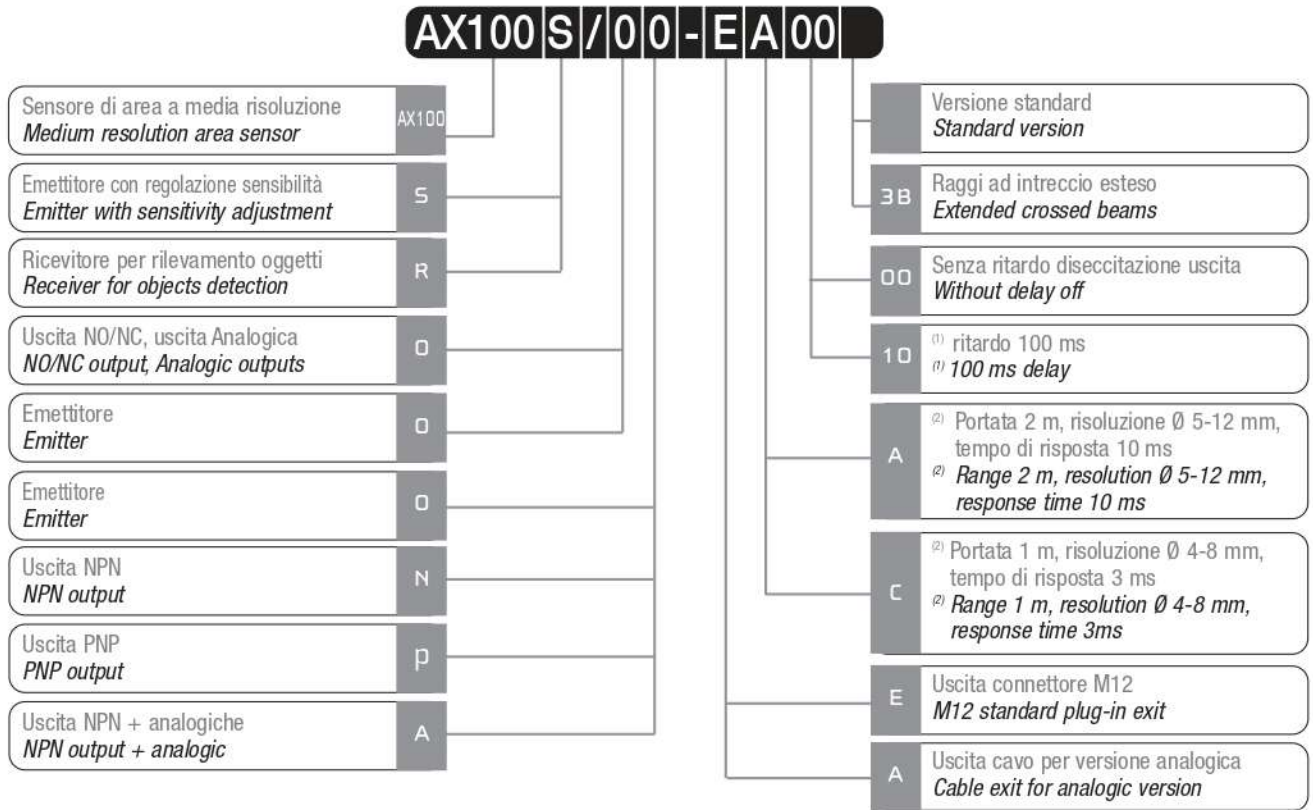 AX100S/00-EA00
Sensore di area a media risoluzione
Medium resolution area sensor
AX100
Emettitore con regolazione sensibilità
Emitter with sensitivity adjustment
S
Ricevitore per rilevamento oggetti
Receiver for objects detection
R
Uscita NO/NC, uscita Analogica
NO/NC output, Analogic outputs
0
Emettitore
Emitter
0
Emettitore
Emitter
0
Uscita NPN
NPN output
N
Uscita PNP
PNP output
P
Uscita NPN + analogiche
NPN output + analogic
A
Versione standard
Standard version
3B
Raggi ad intreccio esteso
Extended crossed beams
00
Senza ritardo diseccitazione uscita
Without delay off
10
(1) ritardo 100 ms
(1) 100 ms delay
A
(2) Portata 2 m, risoluzione Ø 5-12 mm,
tempo di risposta 10 ms
(2) Range 2 m, resolution Ø 5-12 mm,
response time 10 ms
C
(2) Portata 1 m, risoluzione Ø 4-8 mm,
tempo di risposta 3 ms
(2) Range 1 m, resolution Ø 4-8 mm,
response time 3ms
E
Uscita connettore M12
M12 standard plug-in exit
A
Uscita cavo per versione analogica
Cable exit for analogic version